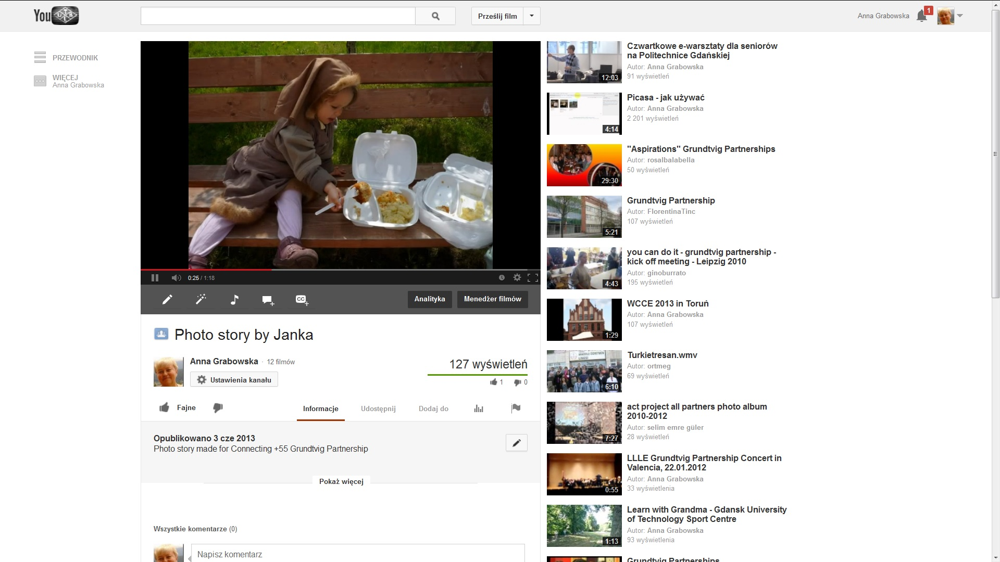 You
TUBE
Prześlij film
Anna Grabowska
1
PRZEWODNIK
WIĘCEJ
Anna Grabowska
0:25 / 1:18
CC
Analityka
Menedżer filmów
Photo story by Janka
Anna Grabowska · 12 filmów
Ustawienia kanału
127 wyświetleń
1
0
Fajne
Informacje
Udostępnij
Dodaj do
Opublikowano 3 cze 2013
Photo story made for Connecting +55 Grundtvig Partnership
Pokaż więcej
Wszystkie komentarze (0)
Napisz komentarz
12:03
Czwartkowe e-warsztaty dla seniorów
na Politechnice Gdańskiej
Autor: Anna Grabowska
91 wyświetleń
4:14
Picasa - jak używać
Autor: Anna Grabowska
2 201 wyświetleń
29:30
"Aspirations" Grundtvig Partnerships
Autor: rosalbalabella
50 wyświetleń
5:21
Grundtvig Partnership
Autor: FlorentinaTinc
107 wyświetleń
4:43
you can do it - grundtvig partnership -
kick off meeting - Leipzig 2010
Autor: ginoburrato
195 wyświetleń
1:29
WCCE 2013 in Toruń
Autor: Anna Grabowska
107 wyświetleń
6:10
Turkietresan.wmv
Autor: ortmeg
69 wyświetleń
7:27
act project all partners photo album
2010-2012
Autor: selim emre güler
28 wyświetleń
0:55
LLLE Grundtvig Partnership Concert in
Valencia, 22.01.2012
Autor: Anna Grabowska
33 wyświetlenia
1:13
Learn with Grandma - Gdansk University
of Technology Sport Centre
Autor: Anna Grabowska
93 wyświetlenia
Grundtvig Partnerships